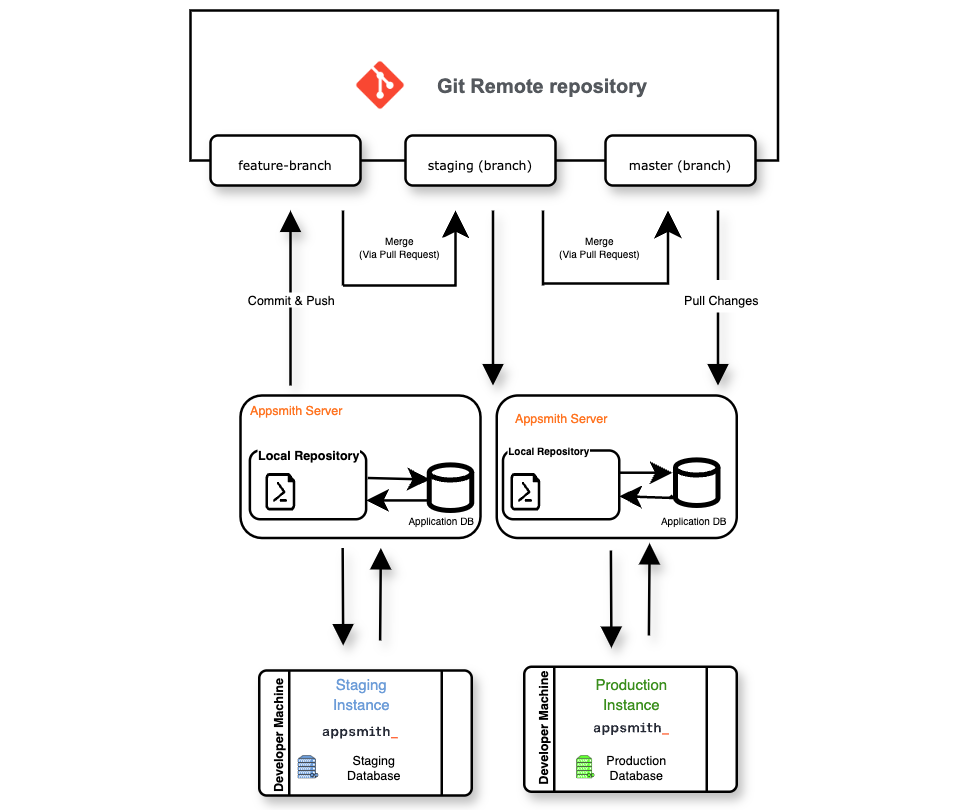 Git Remote repository
feature-branch
staging (branch)
master (branch)
Merge
(Via Pull Request)
Merge
(Via Pull Request)
Commit & Push
Pull Changes
Appsmith Server
Local Repository
Application DB
Appsmith Server
Local Repository
Application DB
Developer Machine
Staging
Instance
appsmith_
Staging
Database
Developer Machine
Production
Instance
appsmith_
Production
Database